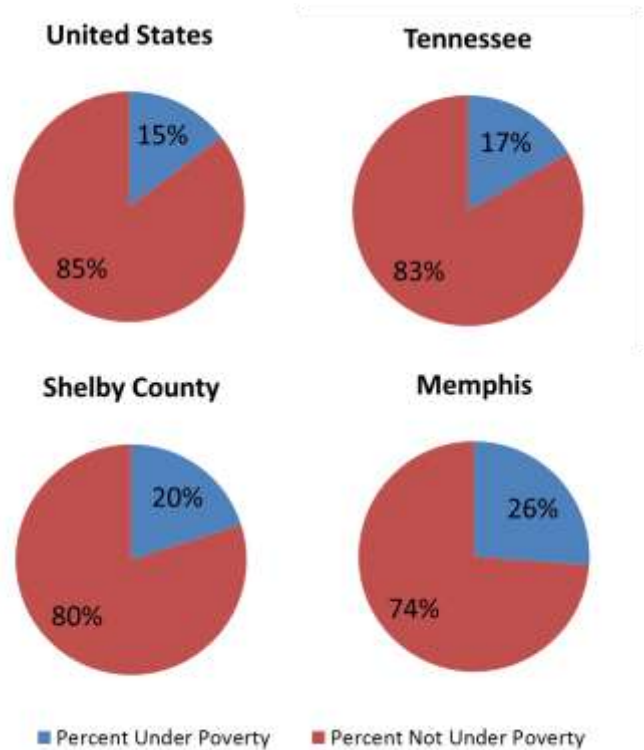 United States
Tennessee
15%
85%
17%
83%
Shelby County
Memphis
20%
80%
26%
74%
Percent Under Poverty
Percent Not Under Poverty